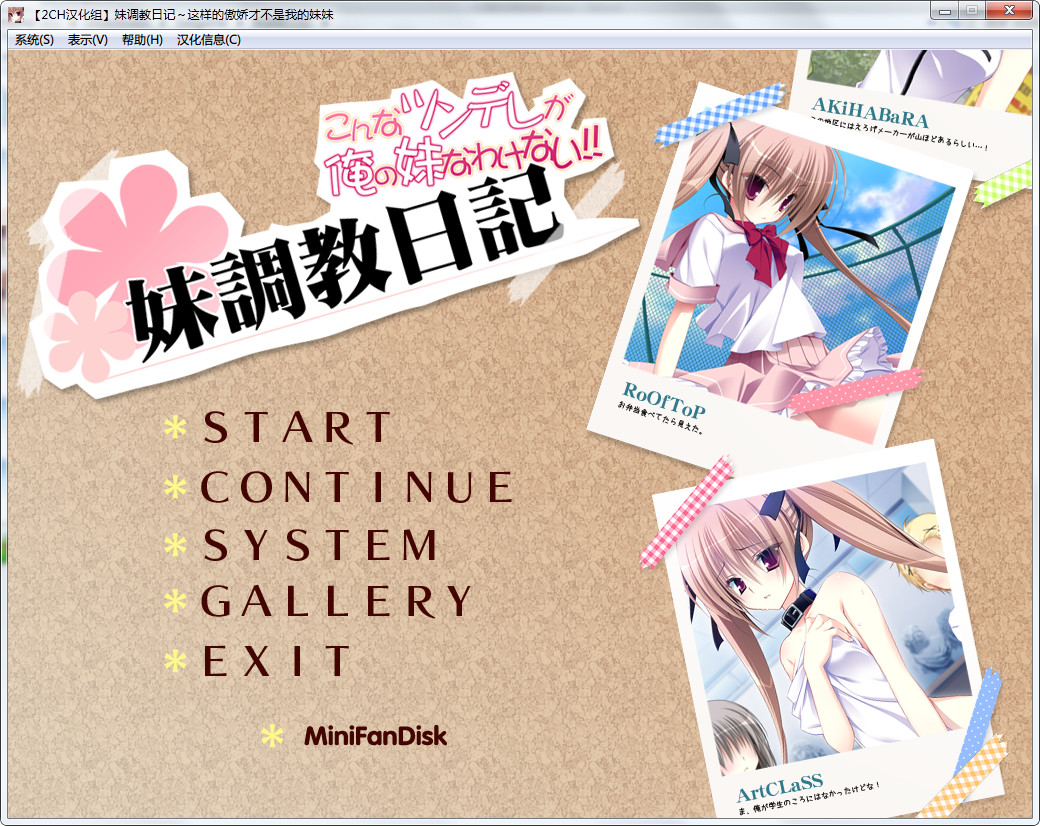 【2CH汉化组】妹调教日记～这样的傲娇才不是我的妹妹
系统(S) 表示(V) 帮助(H) 汉化信息(C)
こんなツンデレが
俺の妹なわけない!!
妹調教日記
START
CONTINUE
SYSTEM
GALLERY
EXIT
MiniFanDisk
AKiHABaRA
の地区にはえろげメーカーが山ほどあるらしい…！
RoOfToP
お弁当食べてたら見えた。
ArtCLaSS
ま、俺が学生のころにはなかったけどな！